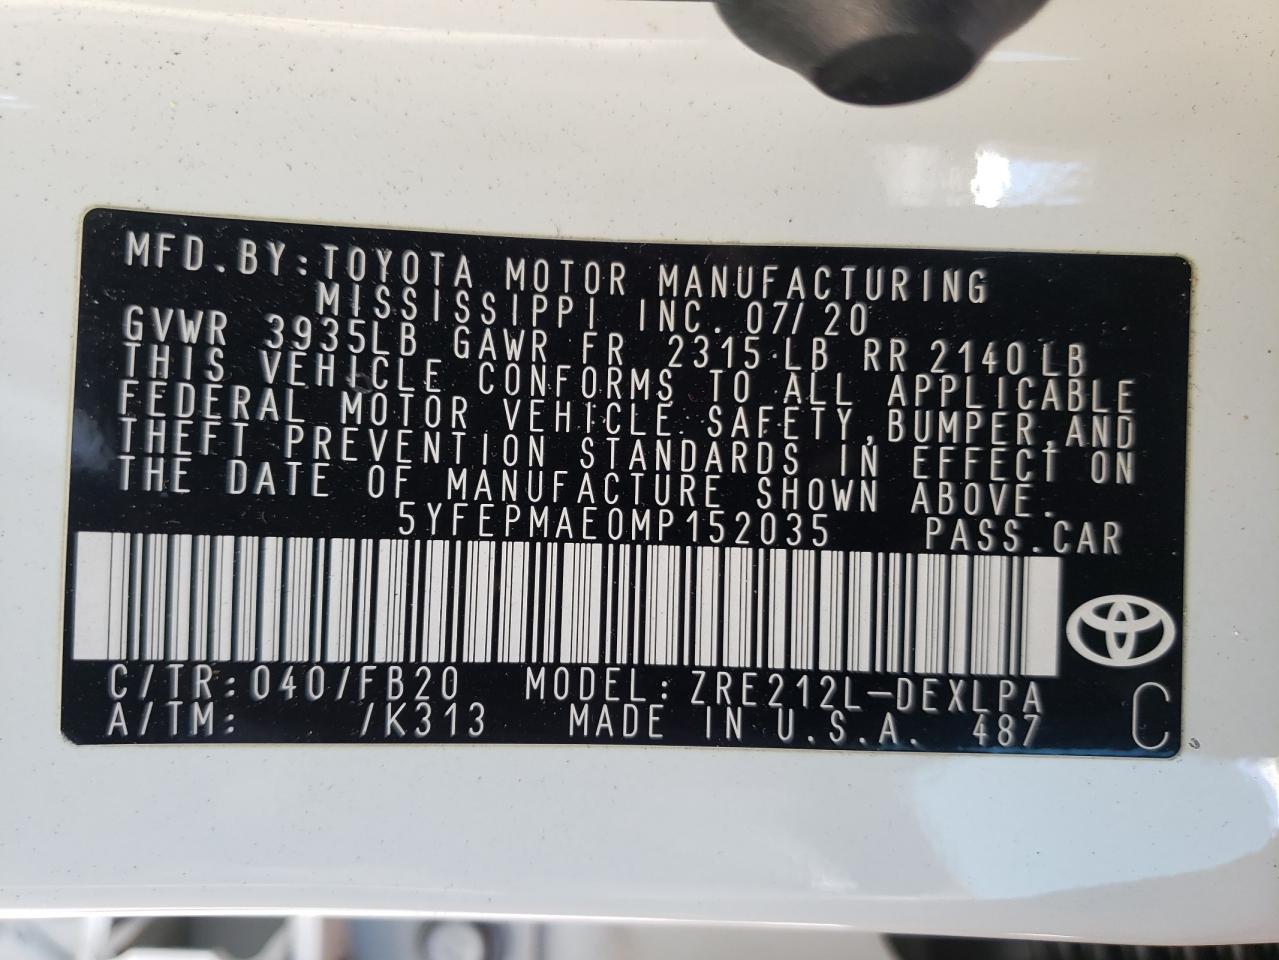 MFD.BY:TOYOTA MOTOR MANUFACTURING
MISSISSIPPI INC. 07/20
GVWR 3935LB GAWR FR 2315 LB RR 2140LB
THIS VEHICLE CONFORMS TO ALL APPLICABLE
FEDERAL MOTOR VEHICLE SAFETY,BUMPER,AND
THEFT PREVENTION STANDARDS IN EFFECT ON
THE DATE OF MANUFACTURE SHOWN ABOVE.
5YFEPMAE0MP152035 PASS.CAR
C/TR:040/FB20 MODEL:ZRE212L-DEXLPA
A/TM: /K313 MADE IN U.S.A. 487 C